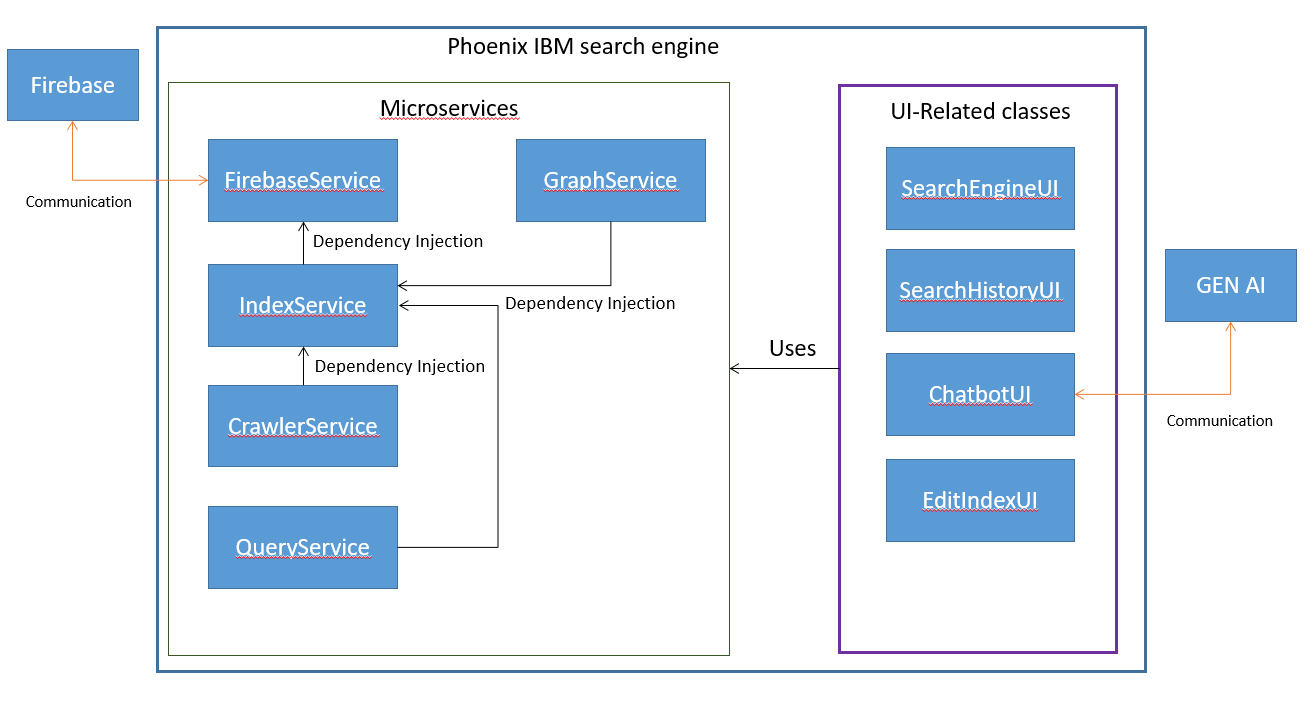 Phoenix IBM search engine
Firebase
Communication
Microservices
FirebaseService
GraphService
Dependency Injection
IndexService
Dependency Injection
Dependency Injection
CrawlerService
QueryService
Uses
UI-Related classes
SearchEngineUI
SearchHistoryUI
ChatbotUI
EditIndexUI
GEN AI
Communication